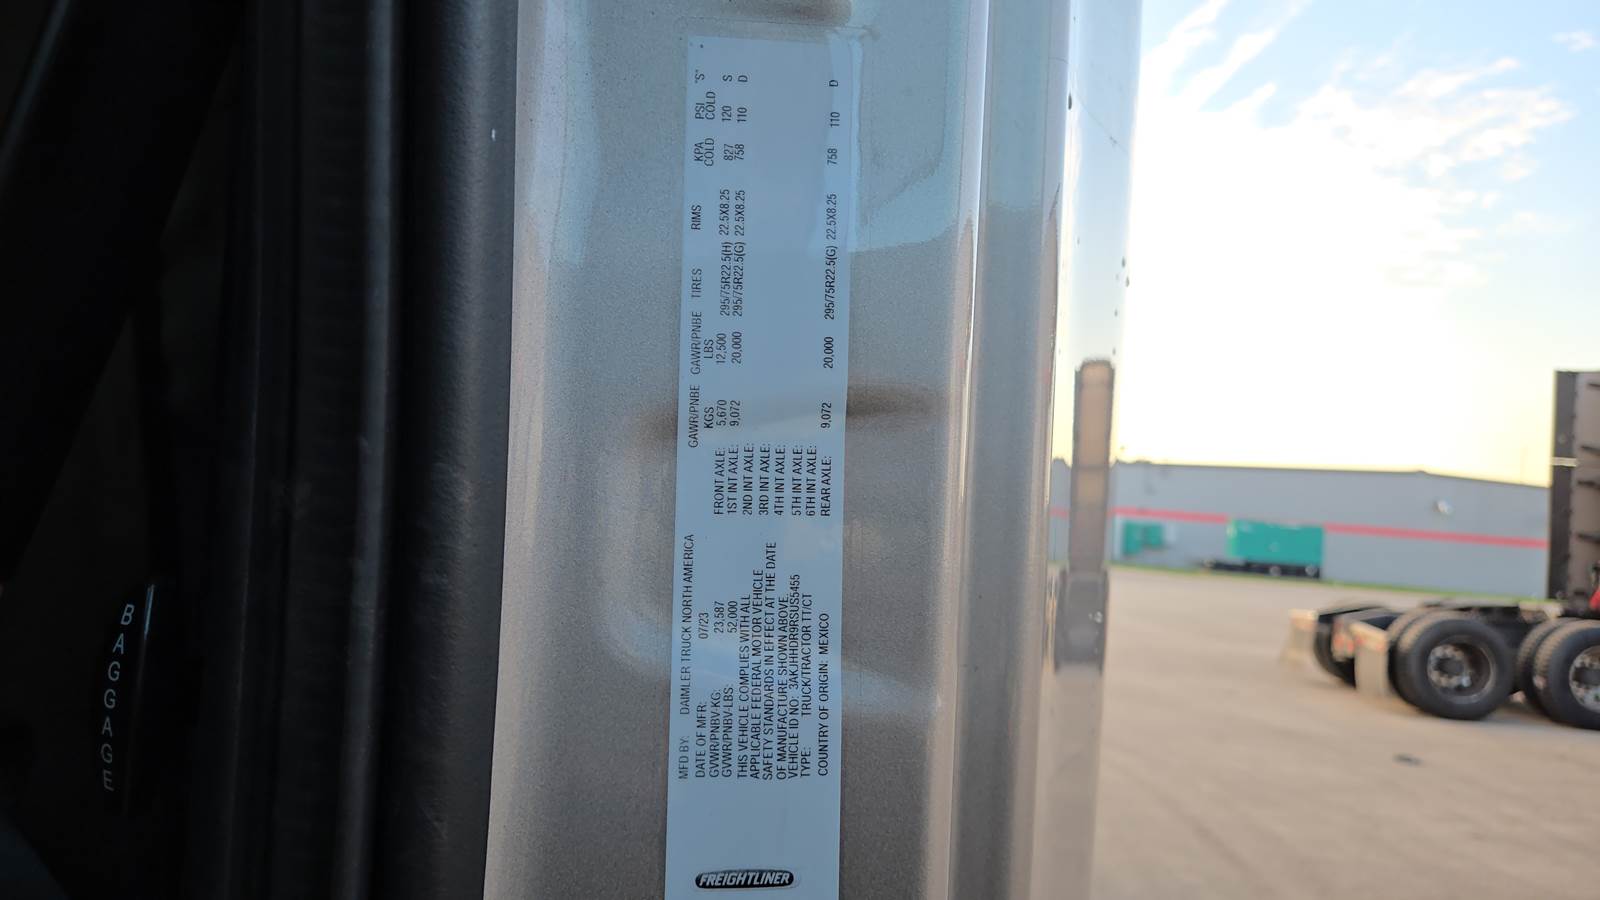 FREIGHTLINER
MFD BY: DAIMLER TRUCK NORTH AMERICA
DATE OF MFR: 07/23
GVWR/PNBV-KG: 23,587
GVWR/PNBV-LBS: 52,000
THIS VEHICLE COMPLIES WITH ALL
APPLICABLE FEDERAL MOTOR VEHICLE
SAFETY STANDARDS IN EFFECT AT THE DATE
OF MANUFACTURE SHOWN ABOVE.
VEHICLE ID NO: 3AKJHHDR9RSUS5455
TYPE: TRUCK/TRACTOR TT/CT
COUNTRY OF ORIGIN: MEXICO
GAWR/PNBE GAWR/PNBE TIRES RIMS KPA PSI "S"
KGS LBS COLD COLD
FRONT AXLE: 5,670 12,500 295/75R22.5(H) 22.5X8.25 827 120 S
1ST INT AXLE: 9,072 20,000 295/75R22.5(G) 22.5X8.25 758 110 D
2ND INT AXLE:
3RD INT AXLE:
4TH INT AXLE:
5TH INT AXLE:
6TH INT AXLE:
REAR AXLE: 9,072 20,000 295/75R22.5(G) 22.5X8.25 758 110 D
BAGGAGE